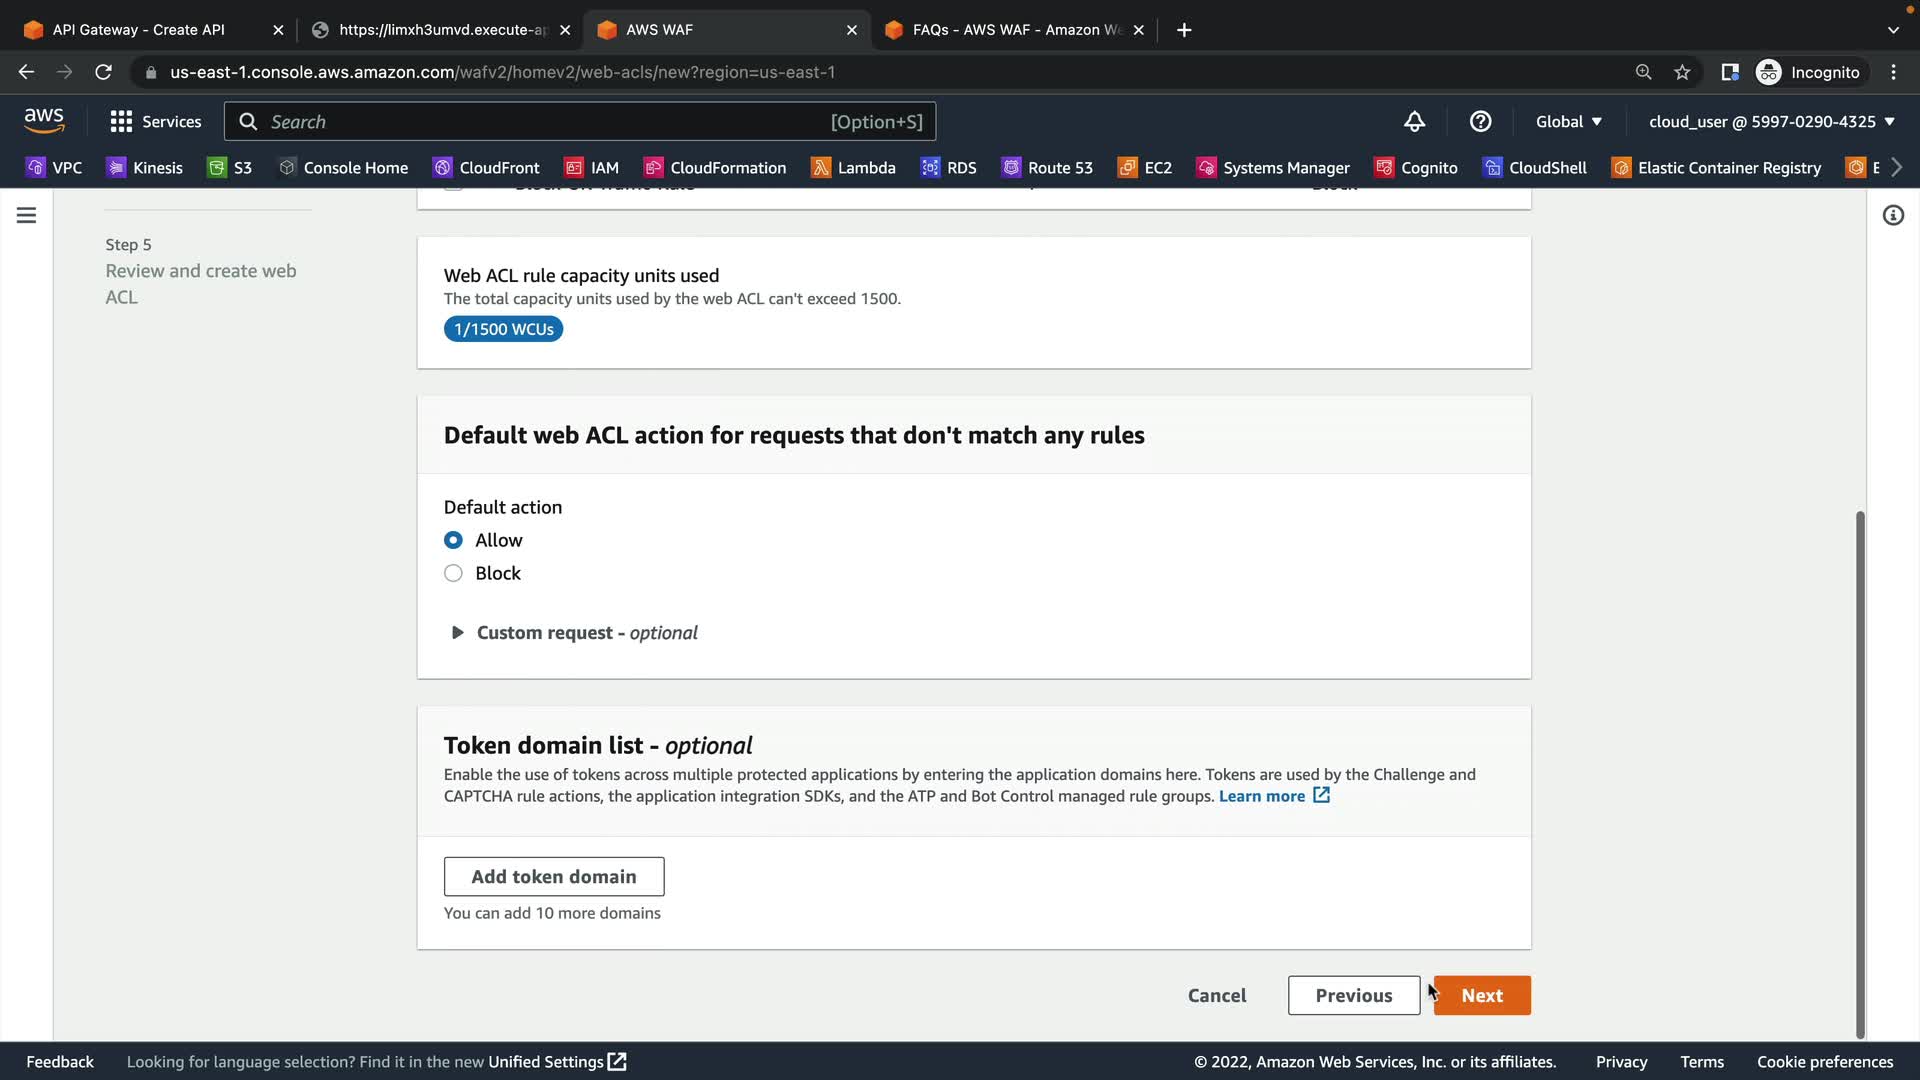 API Gateway - Create API
https://limxh3umvd.execute-ap
AWS WAF
FAQs - AWS WAF - Amazon We
us-east-1.console.aws.amazon.com/wafv2/homev2/web-acls/new?region=us-east-1
Incognito
aws
Services
Search
[Option+S]
Global
cloud_user @ 5997-0290-4325
VPC
Kinesis
S3
Console Home
CloudFront
IAM
CloudFormation
Lambda
RDS
Route 53
EC2
Systems Manager
Cognito
CloudShell
Elastic Container Registry
E
Step 5
Review and create web
ACL
Web ACL rule capacity units used
The total capacity units used by the web ACL can't exceed 1500.
1/1500 WCUs
Default web ACL action for requests that don't match any rules
Default action
Allow
Block
Custom request - optional
Token domain list - optional
Enable the use of tokens across multiple protected applications by entering the application domains here. Tokens are used by the Challenge and
CAPTCHA rule actions, the application integration SDKs, and the ATP and Bot Control managed rule groups. Learn more
Add token domain
You can add 10 more domains
Cancel
Previous
Next
Feedback
Looking for language selection? Find it in the new Unified Settings
© 2022, Amazon Web Services, Inc. or its affiliates.
Privacy
Terms
Cookie preferences